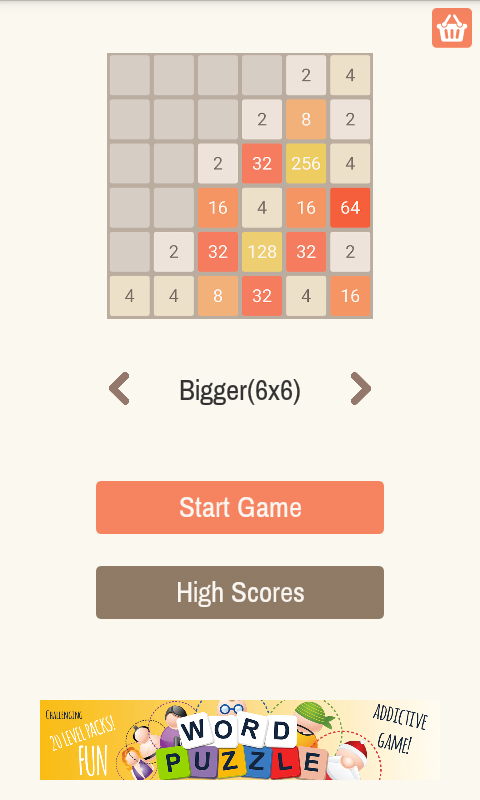 2 4
2 8 2
2 32 256 4
16 4 16 64
2 32 128 32 2
4 4 8 32 4 16
Bigger(6x6)
Start Game
High Scores
CHALLENGING
20 LEVEL PACKS!
FUN
WORD
PUZZLE
ADDICTIVE
GAME!